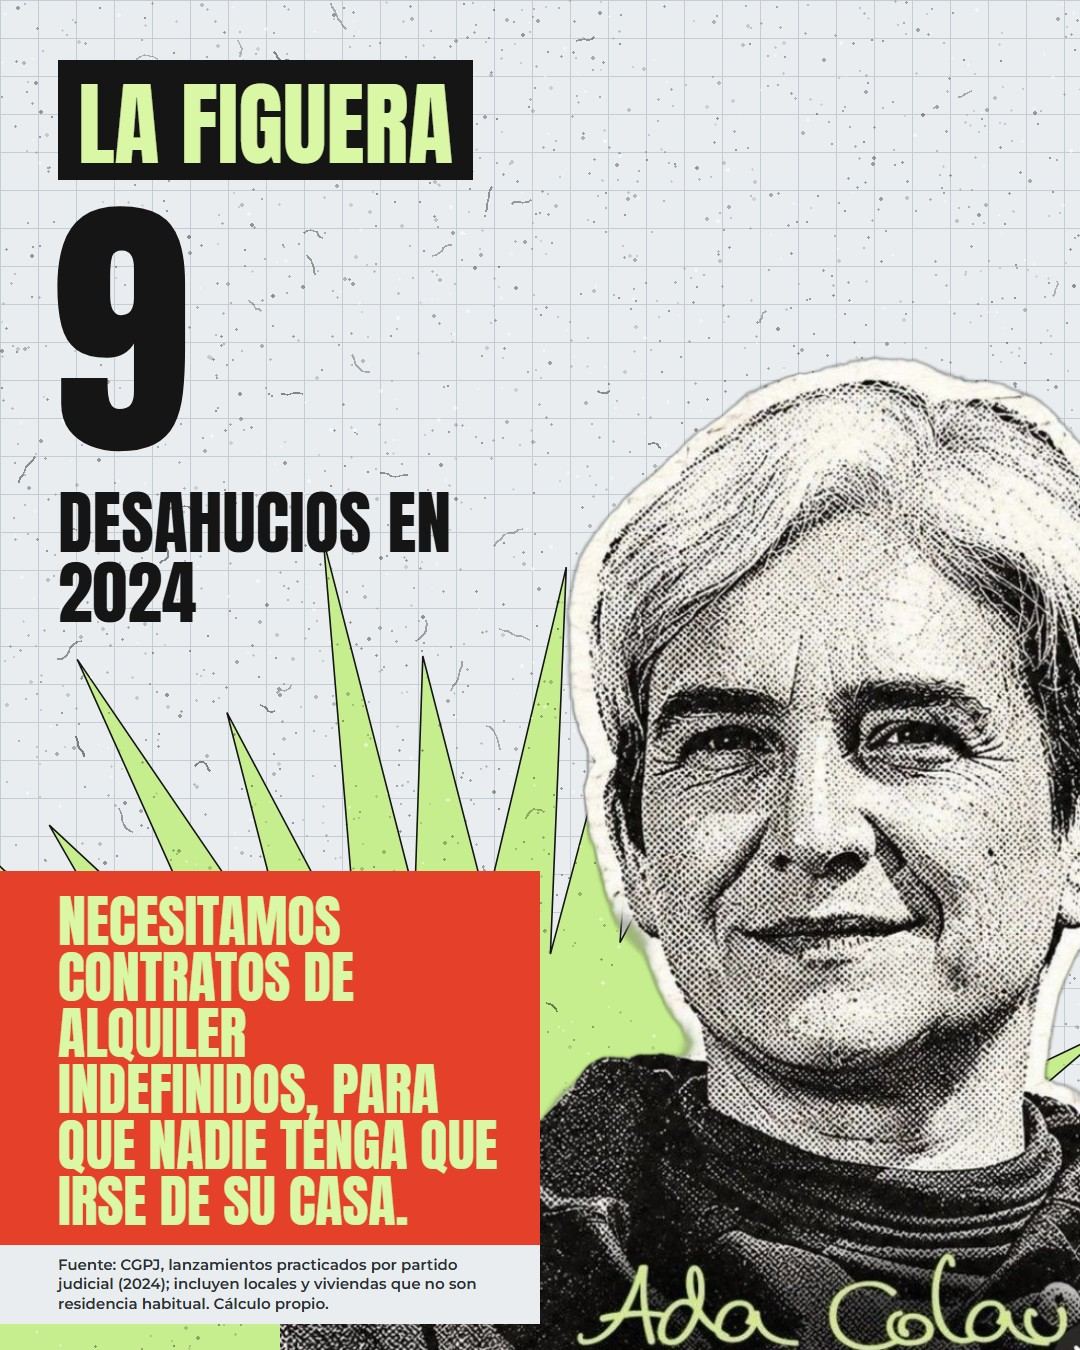 LA FIGUERA
9
DESAHUCIOS EN
2024
NECESITAMOS
CONTRATOS DE
ALQUILER
INDEFINIDOS, PARA
QUE NADIE TENGA QUE
IRSE DE SU CASA.
Fuente: CGPJ, lanzamientos practicados por partido
judicial (2024); incluyen locales y viviendas que no son
residencia habitual. Cálculo propio.
Ada Colau